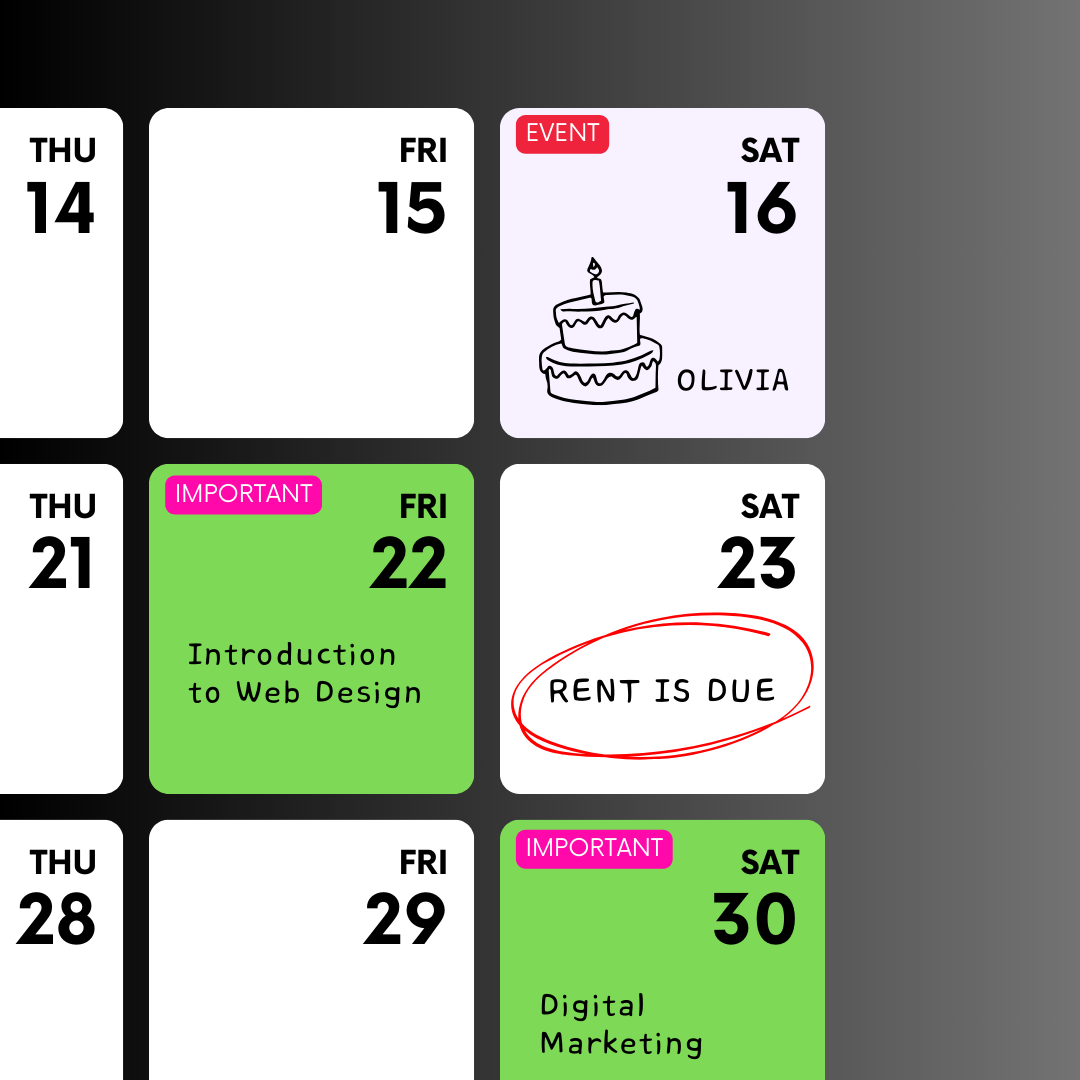 THU
14
FRI
15
EVENT
SAT
16
OLIVIA
THU
21
IMPORTANT
FRI
22
Introduction
to Web Design
SAT
23
RENT IS DUE
THU
28
FRI
29
IMPORTANT
SAT
30
Digital
Marketing